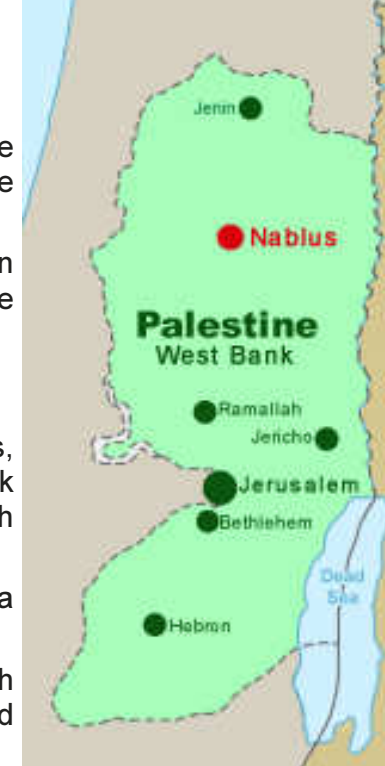 e
e
n
e
s,
k
h
a
h
d
Jenin
Nablus
Palestine
West Bank
Ramallah
Jericho
Jerusalem
Bethlehem
Dead
Sea
Hebron